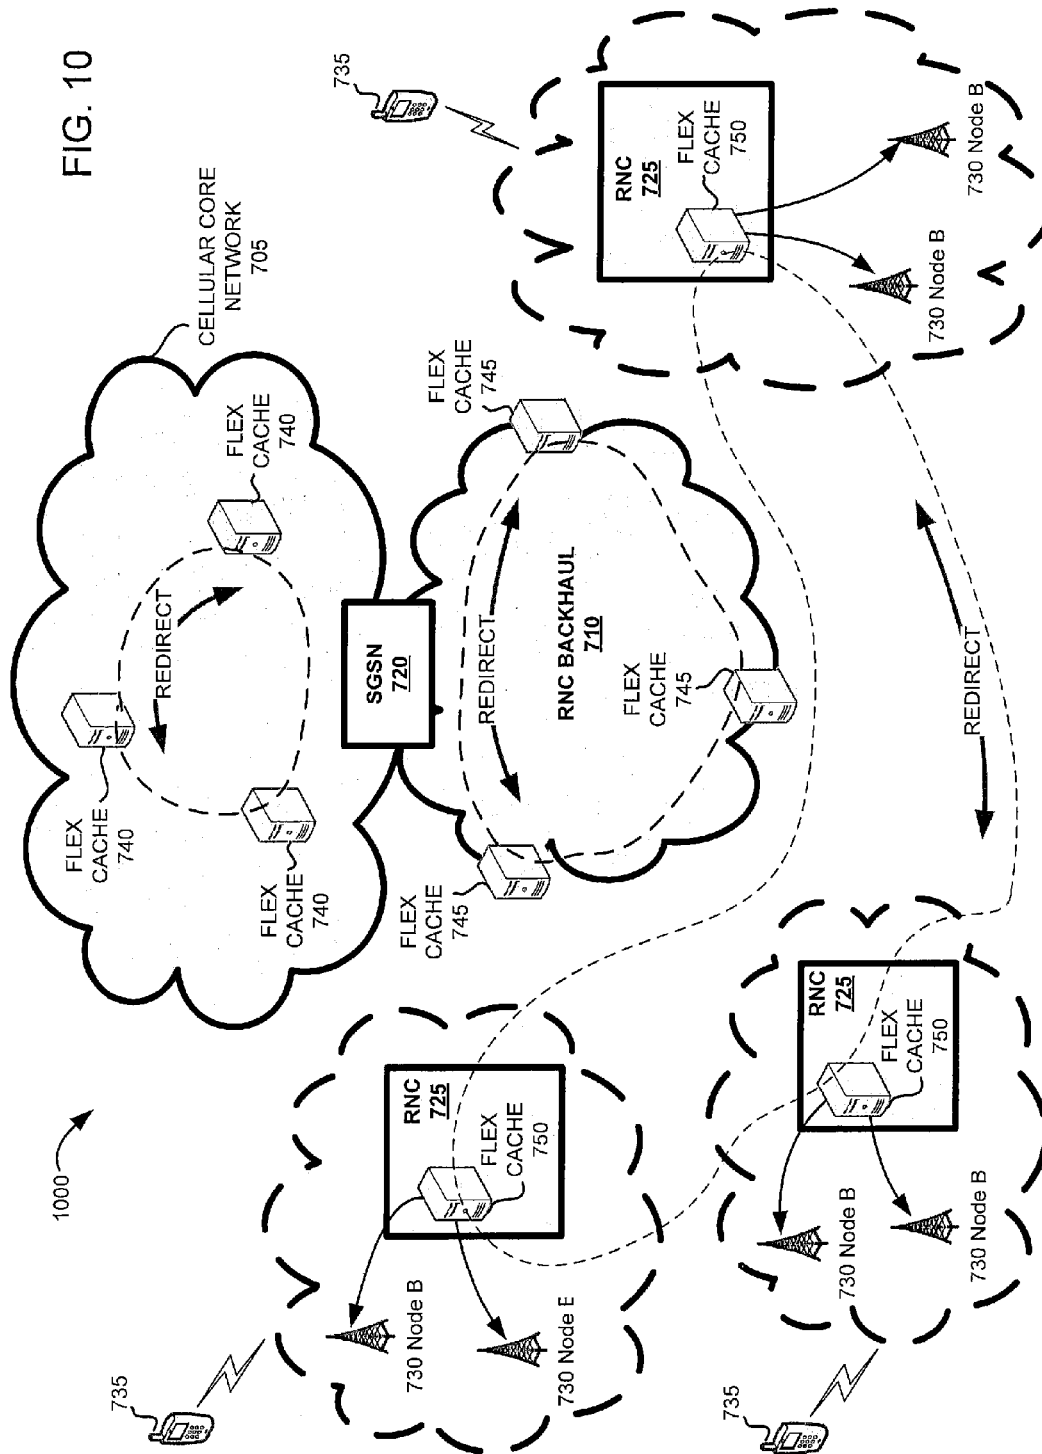 FIG. 10
1000
CELLULAR CORE
NETWORK
705
FLEX
CACHE
740
FLEX
CACHE
740
FLEX
CACHE
740
REDIRECT
SGSN
720
FLEX
CACHE
745
FLEX
CACHE
745
FLEX
CACHE
745
REDIRECT
RNC BACKHAUL
710
735
RNC
725
FLEX
CACHE
750
730 Node B
730 Node E
735
RNC
725
FLEX
CACHE
750
730 Node B
730 Node B
735
RNC
725
FLEX
CACHE
750
730 Node B
730 Node B
REDIRECT